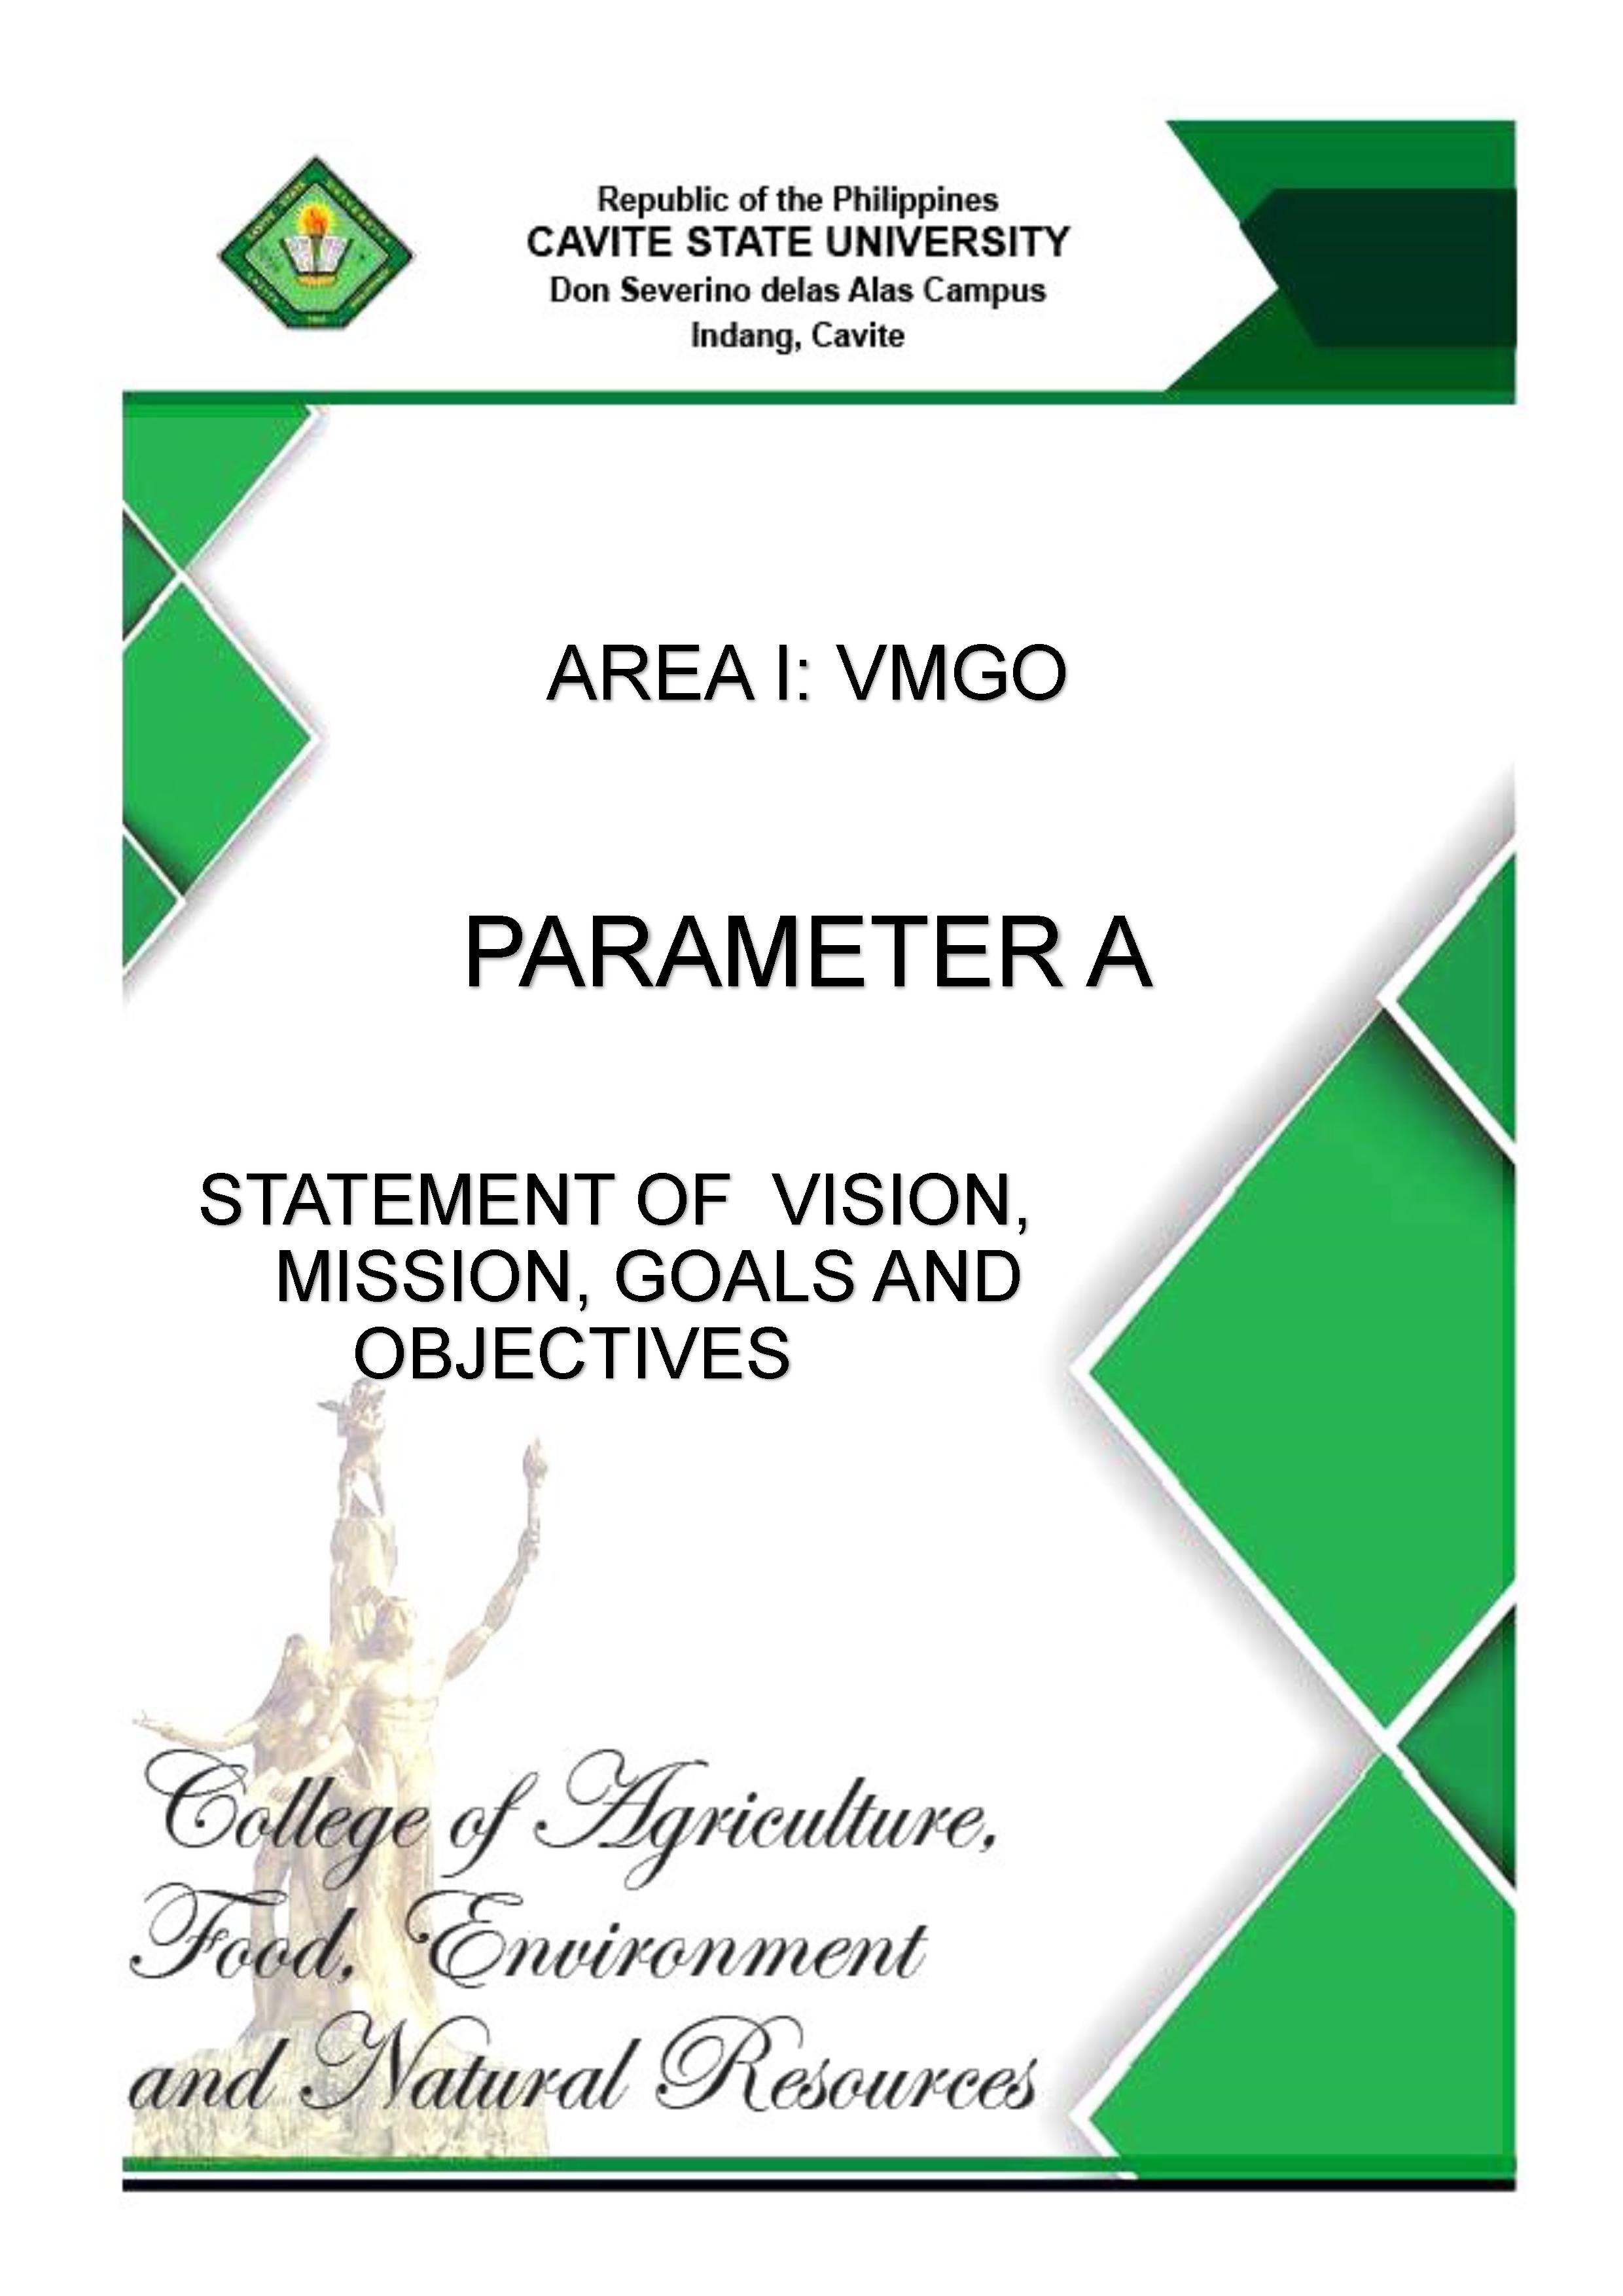 Republic of the Philippines
CAVITE STATE UNIVERSITY
Don Severino delas Alas Campus
Indang, Cavite
AREA I: VMGO
PARAMETER A
STATEMENT OF VISION,
MISSION, GOALS AND
OBJECTIVES
College of Agriculture,
Food, Environment
and Natural Resources